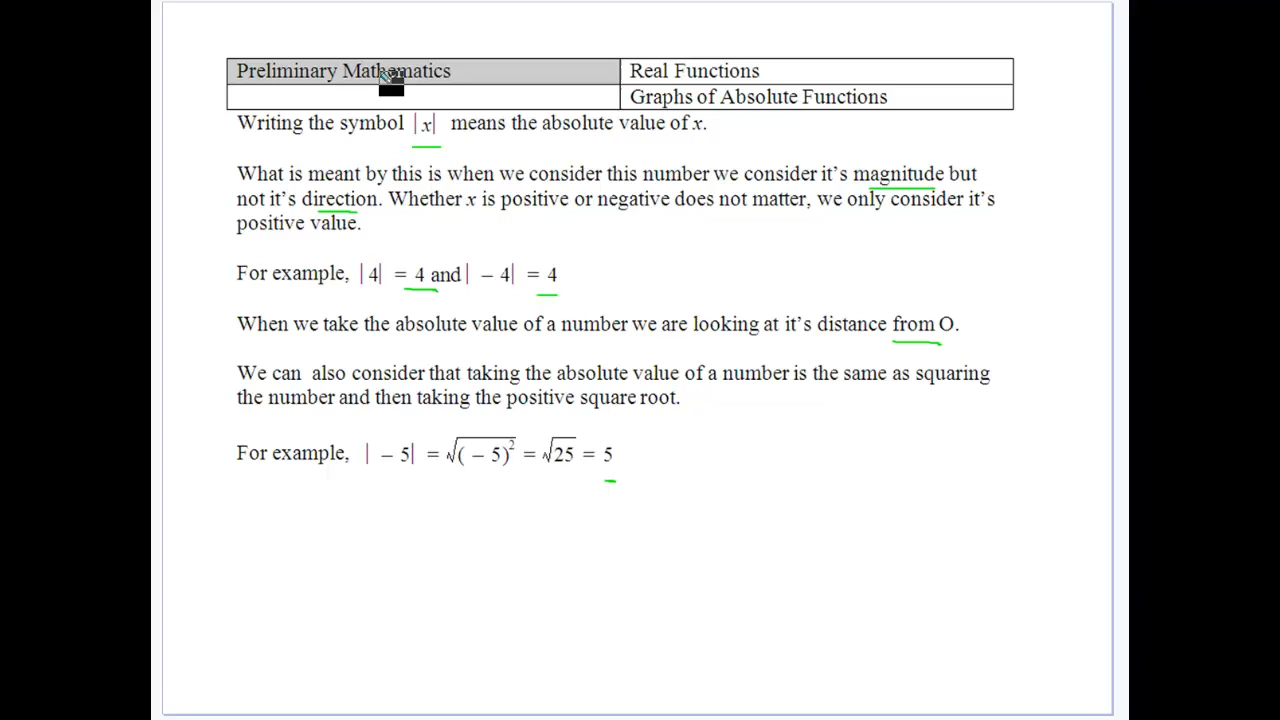 Preliminary Mathematics
Real Functions
Graphs of Absolute Functions
Writing the symbol |x| means the absolute value of x.
What is meant by this is when we consider this number we consider it's magnitude but
not it's direction. Whether x is positive or negative does not matter, we only consider it's
positive value.
For example, |4| = 4 and | − 4| = 4
When we take the absolute value of a number we are looking at it's distance from O.
We can also consider that taking the absolute value of a number is the same as squaring
the number and then taking the positive square root.
For example, | − 5| = √(− 5)² = √25 = 5